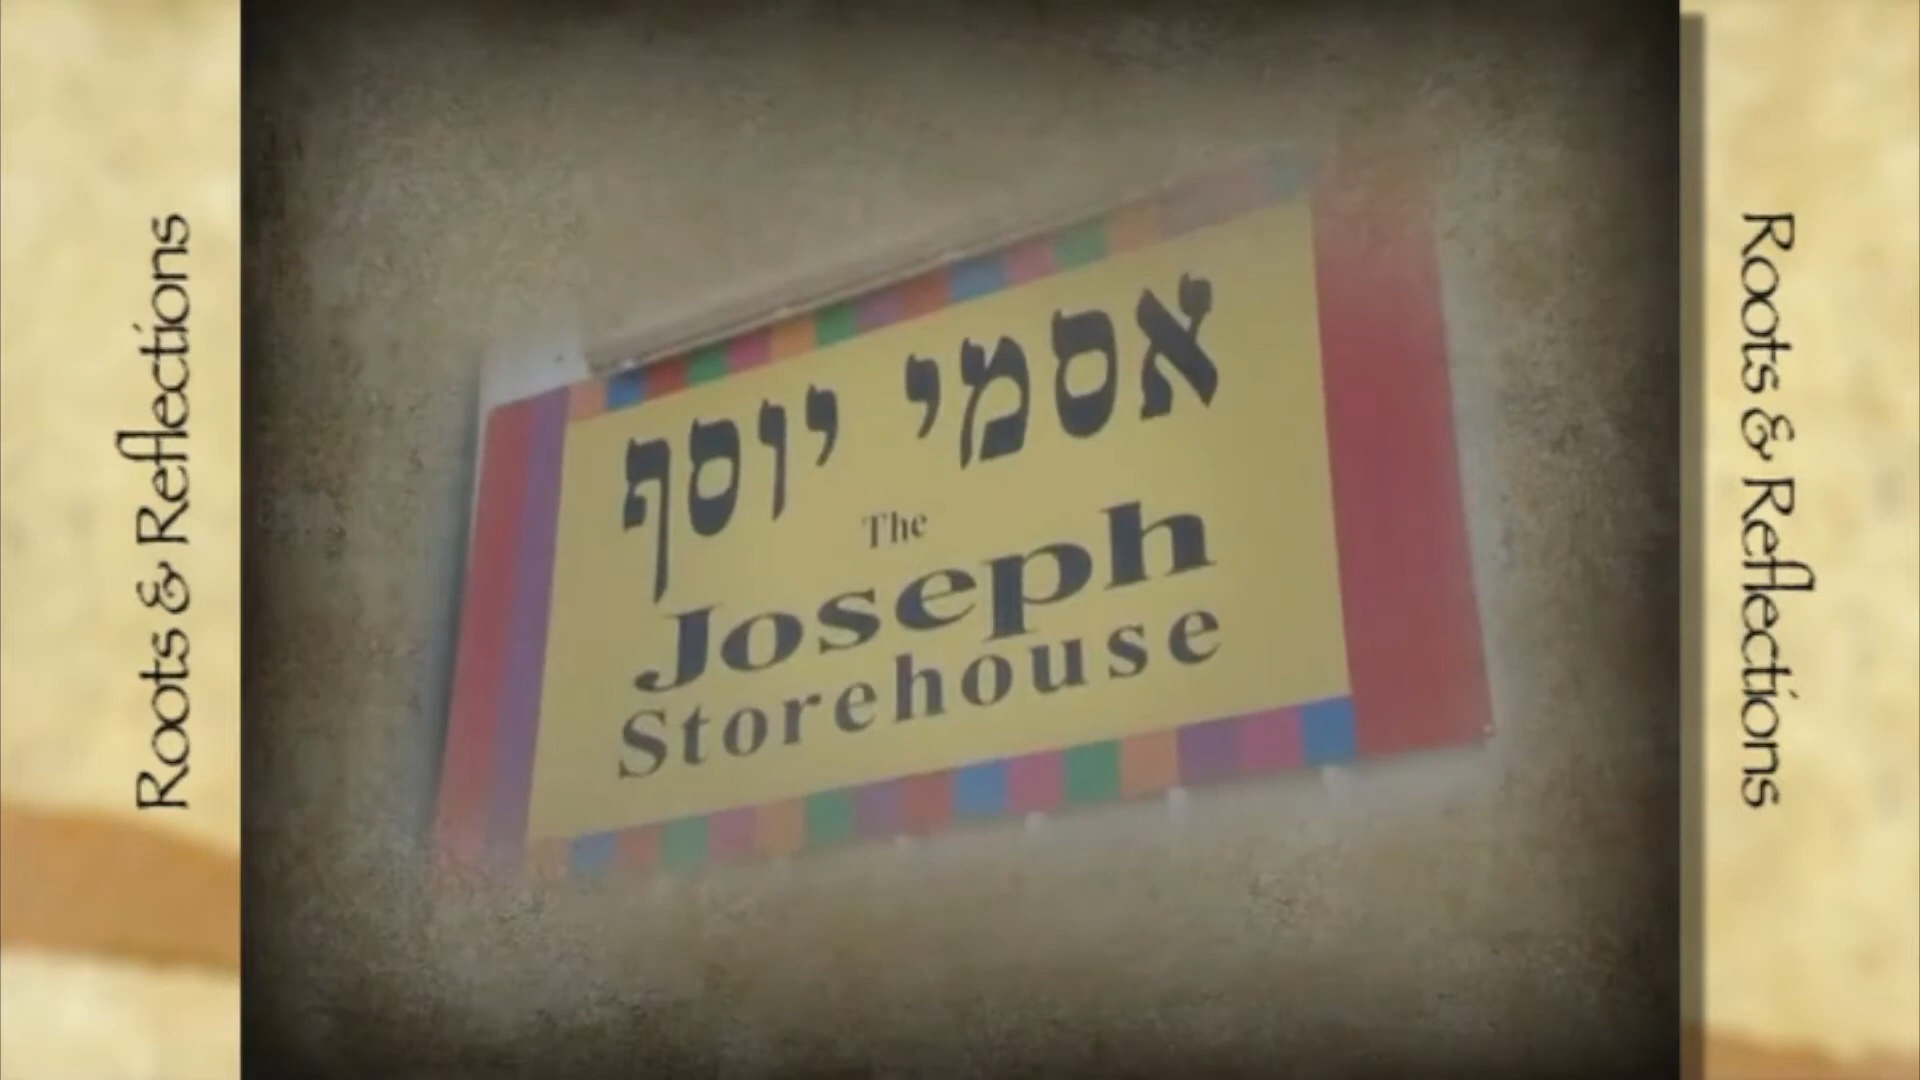 Roots & Reflections
אסמי יוסף
The
Joseph
Storehouse
Roots & Reflections